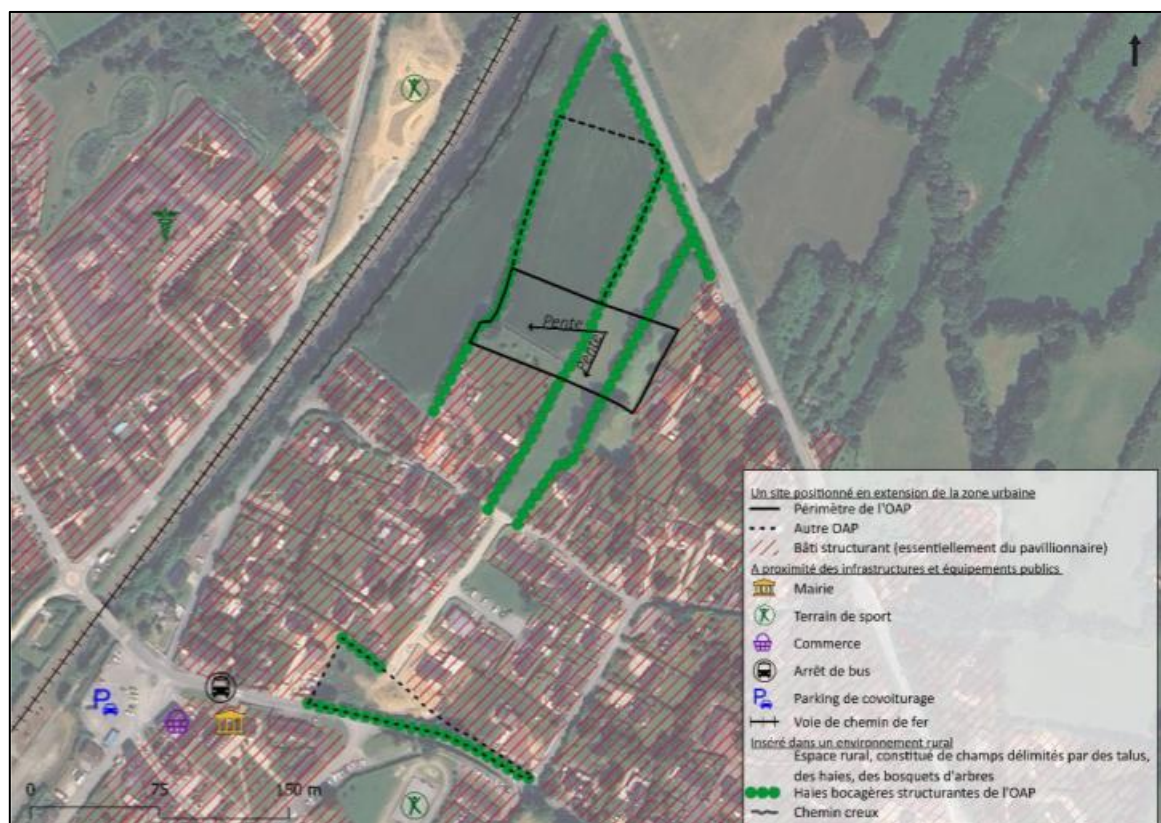 Pente
Pente
Un site positionné en extension de la zone urbaine
Périmètre de l'OAP
Autre OAP
Bâti structurant (essentiellement du pavillionnaire)
A proximité des infrastructures et équipements publics
Mairie
Terrain de sport
Commerce
Arrêt de bus
Parking de covoiturage
Voie de chemin de fer
Inséré dans un environnement rural
Espace rural, constitué de champs délimités par des talus,
des haies, des bosquets d'arbres
Haies bocagères structurantes de l'OAP
Chemin creux
P
P
0 75 150 m